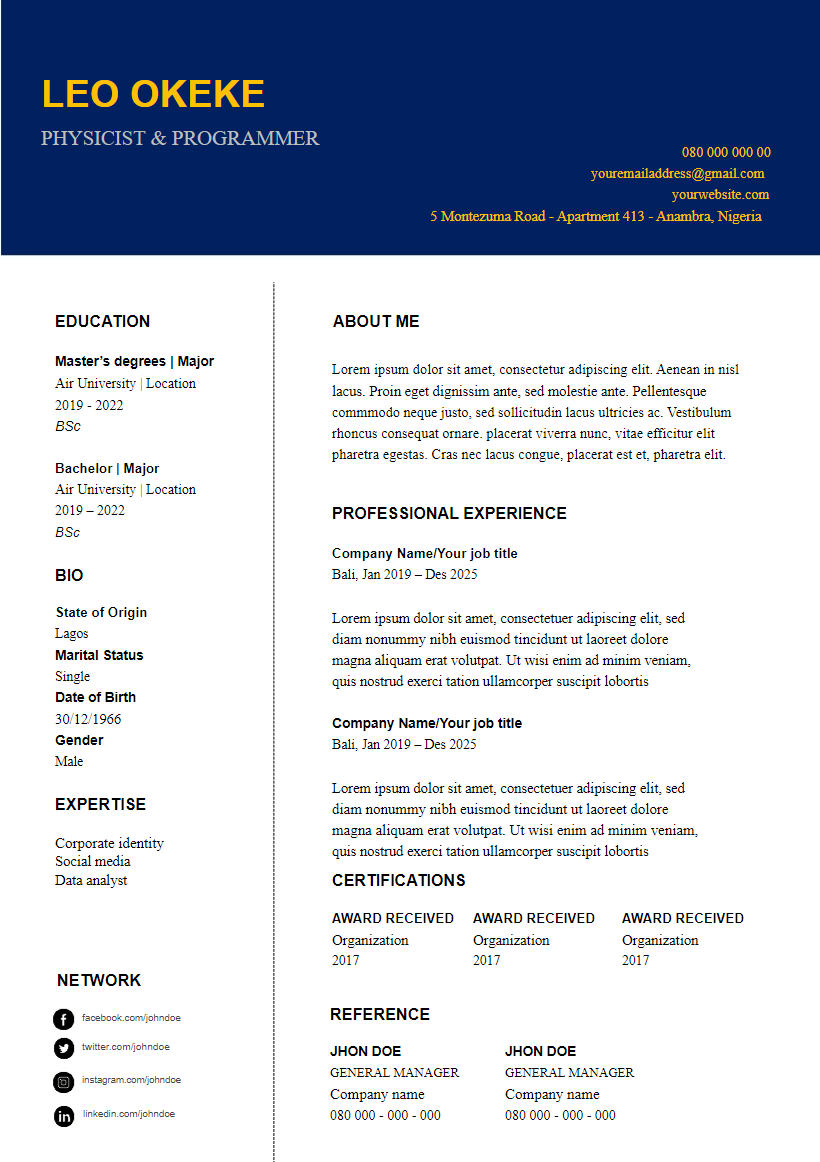 LEO OKEKE
PHYSICIST & PROGRAMMER
080 000 000 00
youremailaddress@gmail.com
yourwebsite.com
5 Montezuma Road - Apartment 413 - Anambra, Nigeria
EDUCATION
Master’s degrees | Major
Air University | Location
2019 - 2022
BSc
Bachelor | Major
Air University | Location
2019 – 2022
BSc
BIO
State of Origin
Lagos
Marital Status
Single
Date of Birth
30/12/1966
Gender
Male
EXPERTISE
Corporate identity
Social media
Data analyst
NETWORK
facebook.com/johndoe
twitter.com/johndoe
instagram.com/johndoe
linkedin.com/johndoe
ABOUT ME
Lorem ipsum dolor sit amet, consectetur adipiscing elit. Aenean in nisl
lacus. Proin eget dignissim ante, sed molestie ante. Pellentesque
commmodo neque justo, sed sollicitudin lacus ultricies ac. Vestibulum
rhoncus consequat ornare. placerat viverra nunc, vitae efficitur elit
pharetra egestas. Cras nec lacus congue, placerat est et, pharetra elit.
PROFESSIONAL EXPERIENCE
Company Name/Your job title
Bali, Jan 2019 – Des 2025
Lorem ipsum dolor sit amet, consectetuer adipiscing elit, sed
diam nonummy nibh euismod tincidunt ut laoreet dolore
magna aliquam erat volutpat. Ut wisi enim ad minim veniam,
quis nostrud exerci tation ullamcorper suscipit lobortis
Company Name/Your job title
Bali, Jan 2019 – Des 2025
Lorem ipsum dolor sit amet, consectetuer adipiscing elit, sed
diam nonummy nibh euismod tincidunt ut laoreet dolore
magna aliquam erat volutpat. Ut wisi enim ad minim veniam,
quis nostrud exerci tation ullamcorper suscipit lobortis
CERTIFICATIONS
AWARD RECEIVED AWARD RECEIVED AWARD RECEIVED
Organization Organization Organization
2017 2017 2017
REFERENCE
JHON DOE JHON DOE
GENERAL MANAGER GENERAL MANAGER
Company name Company name
080 000 - 000 - 000 080 000 - 000 - 000